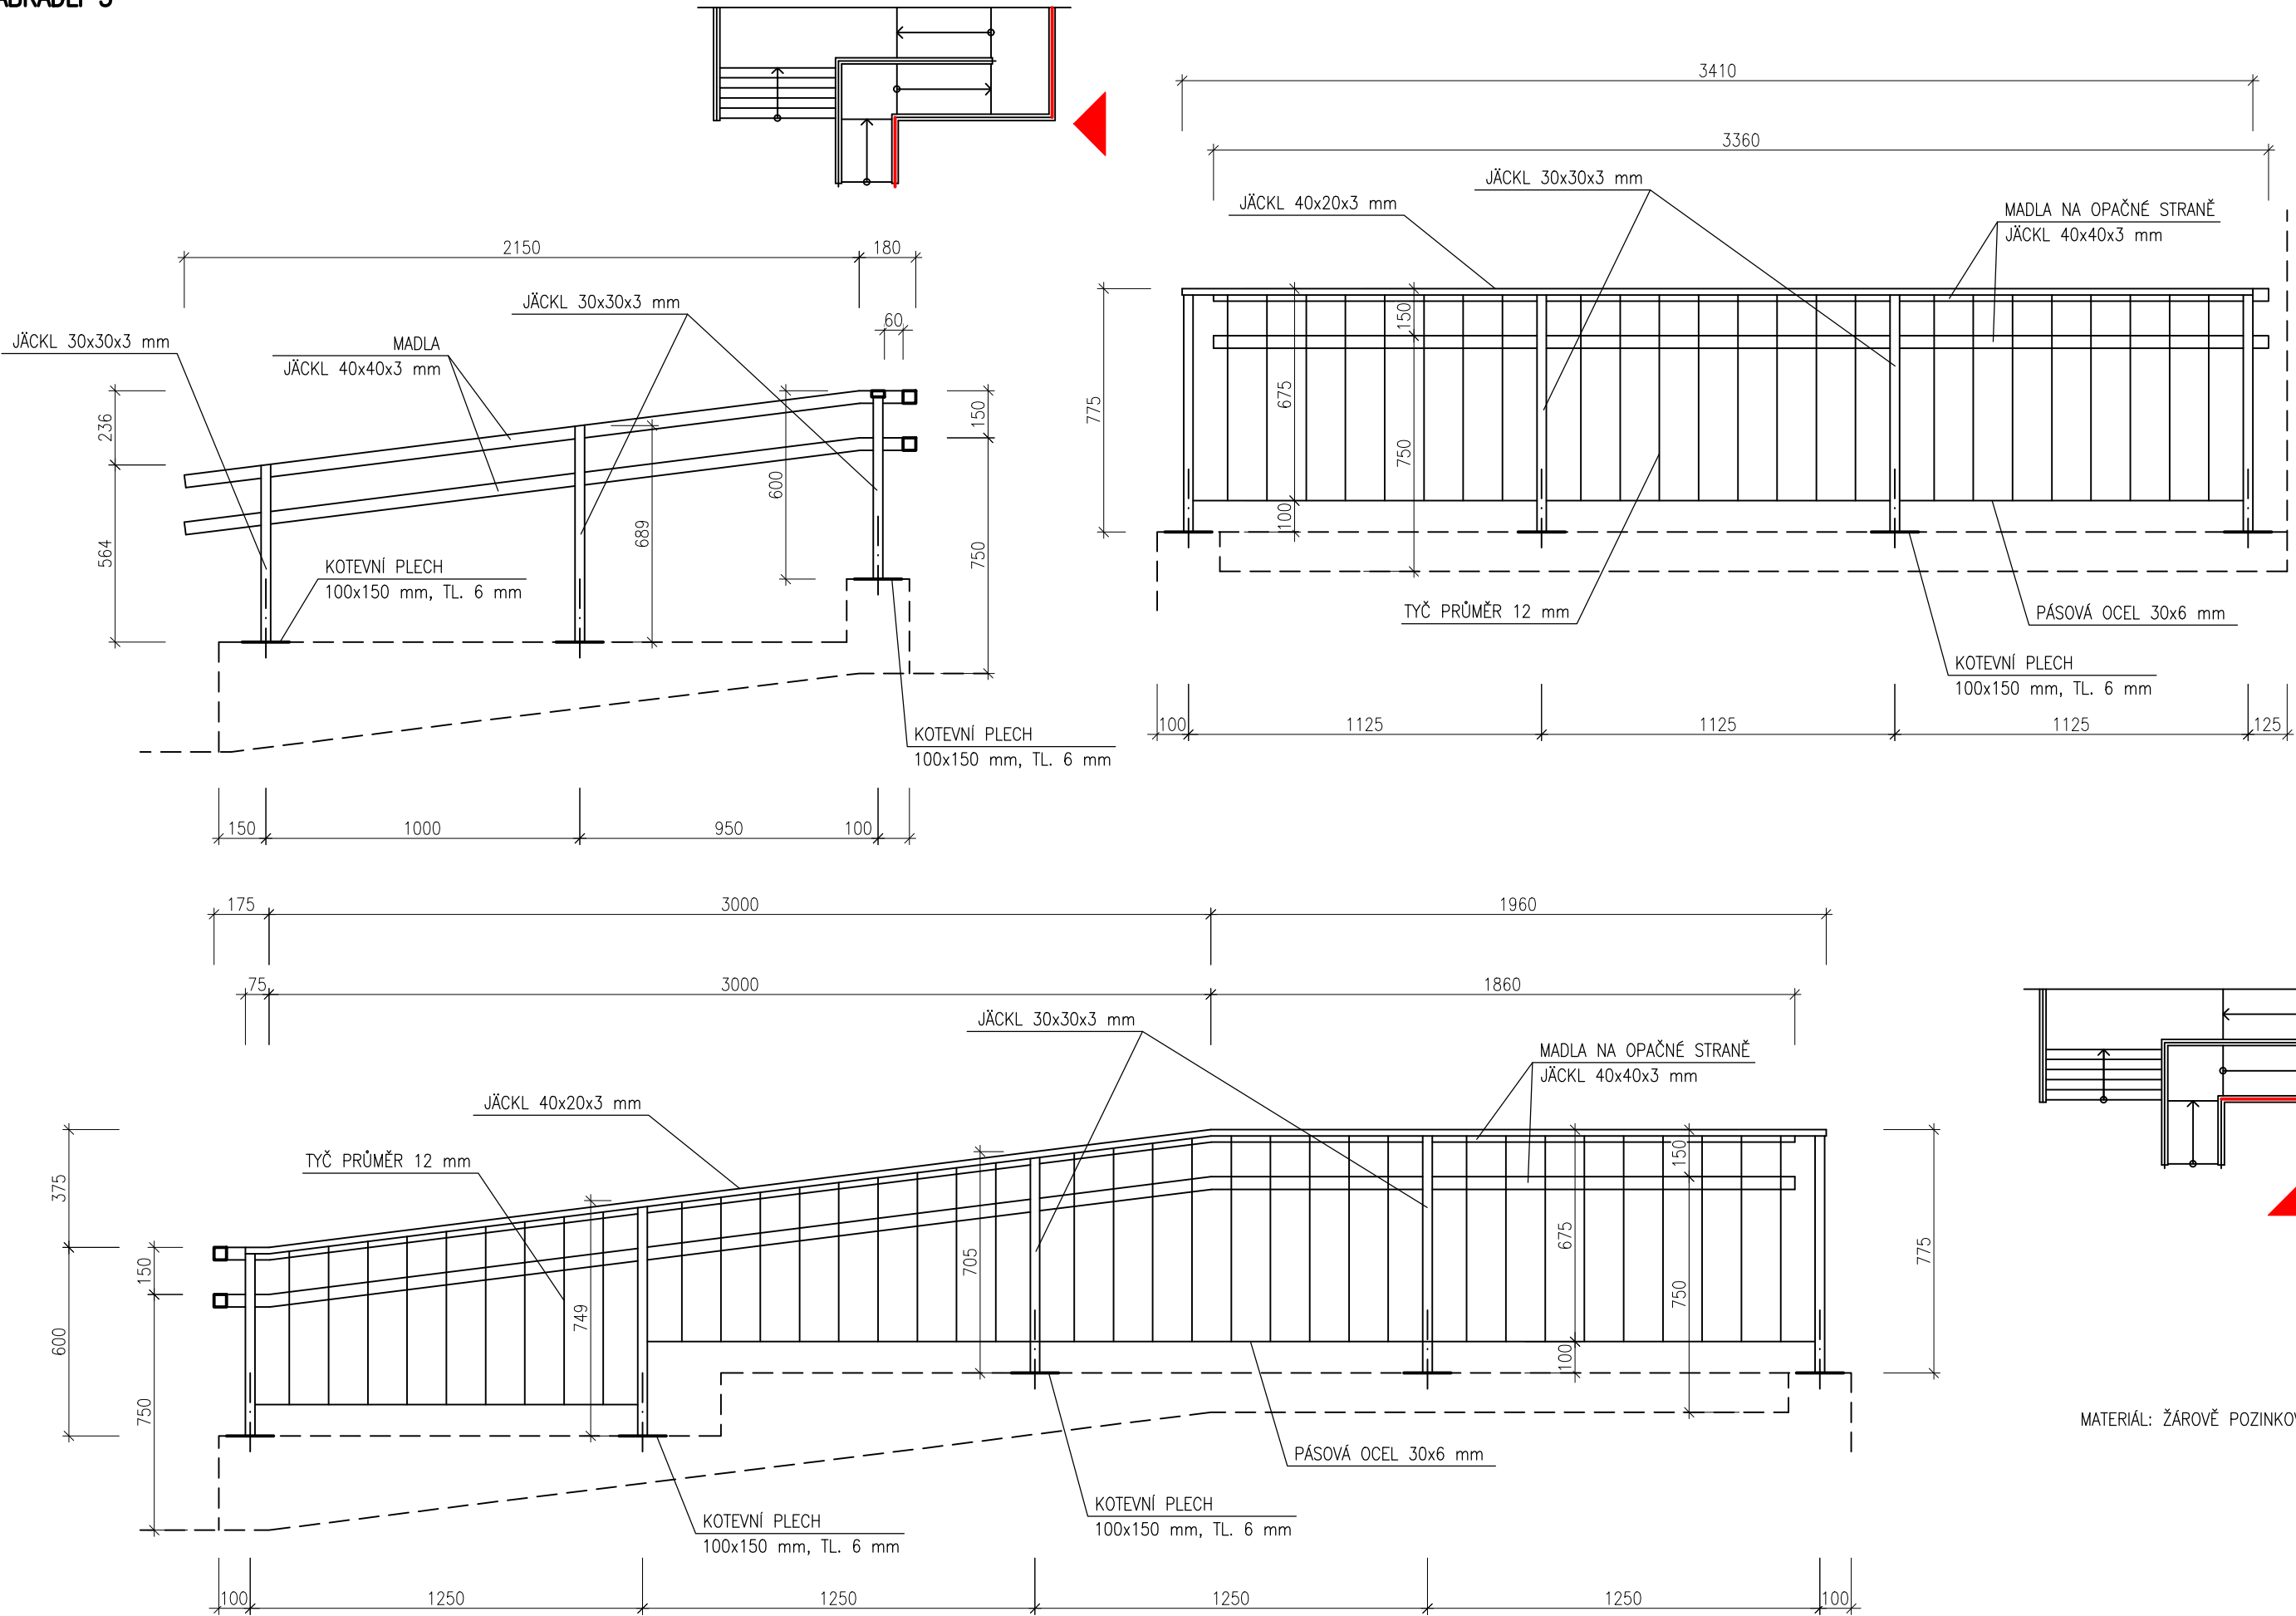 3410
3360
JÄCKL 30x30x3 mm
JÄCKL 40x20x3 mm
MADLA NA OPAČNÉ STRANĚ
JÄCKL 40x40x3 mm
775
675
100
150
750
TYČ PRŮMĚR 12 mm
PÁSOVÁ OCEL 30x6 mm
KOTEVNÍ PLECH
100x150 mm, TL. 6 mm
100
1125
1125
1125
125
2150
180
JÄCKL 30x30x3 mm
60
JÄCKL 30x30x3 mm
MADLA
JÄCKL 40x40x3 mm
236
564
689
600
150
750
KOTEVNÍ PLECH
100x150 mm, TL. 6 mm
KOTEVNÍ PLECH
100x150 mm, TL. 6 mm
150
1000
950
100
175
3000
1960
75
3000
1860
JÄCKL 30x30x3 mm
MADLA NA OPAČNÉ STRANĚ
JÄCKL 40x40x3 mm
JÄCKL 40x20x3 mm
TYČ PRŮMĚR 12 mm
375
600
150
750
749
705
675
100
150
750
775
PÁSOVÁ OCEL 30x6 mm
KOTEVNÍ PLECH
100x150 mm, TL. 6 mm
KOTEVNÍ PLECH
100x150 mm, TL. 6 mm
MATERIÁL: ŽÁROVĚ
100
1250
1250
1250
1250
100